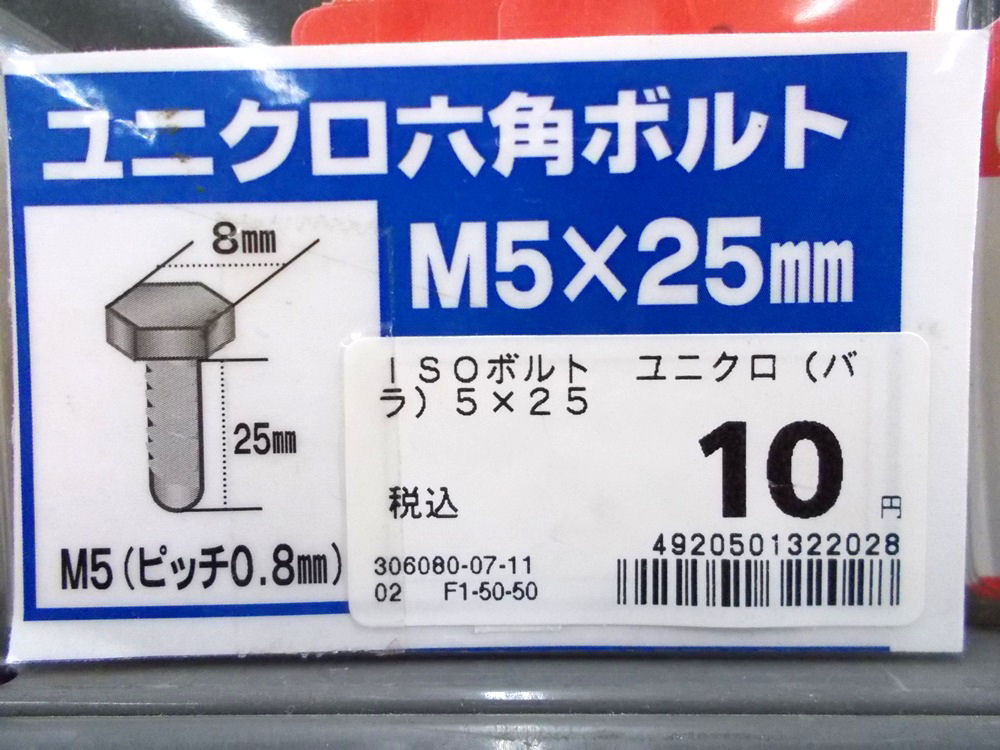 ユニクロ六角ボルト
M5×25mm
8mm
25mm
M5(ピッチ0.8mm)
ISOボルト　ユニクロ(バ
ラ)5×25
10円
税込
4920501322028
306080-07-11
02 F1-50-50